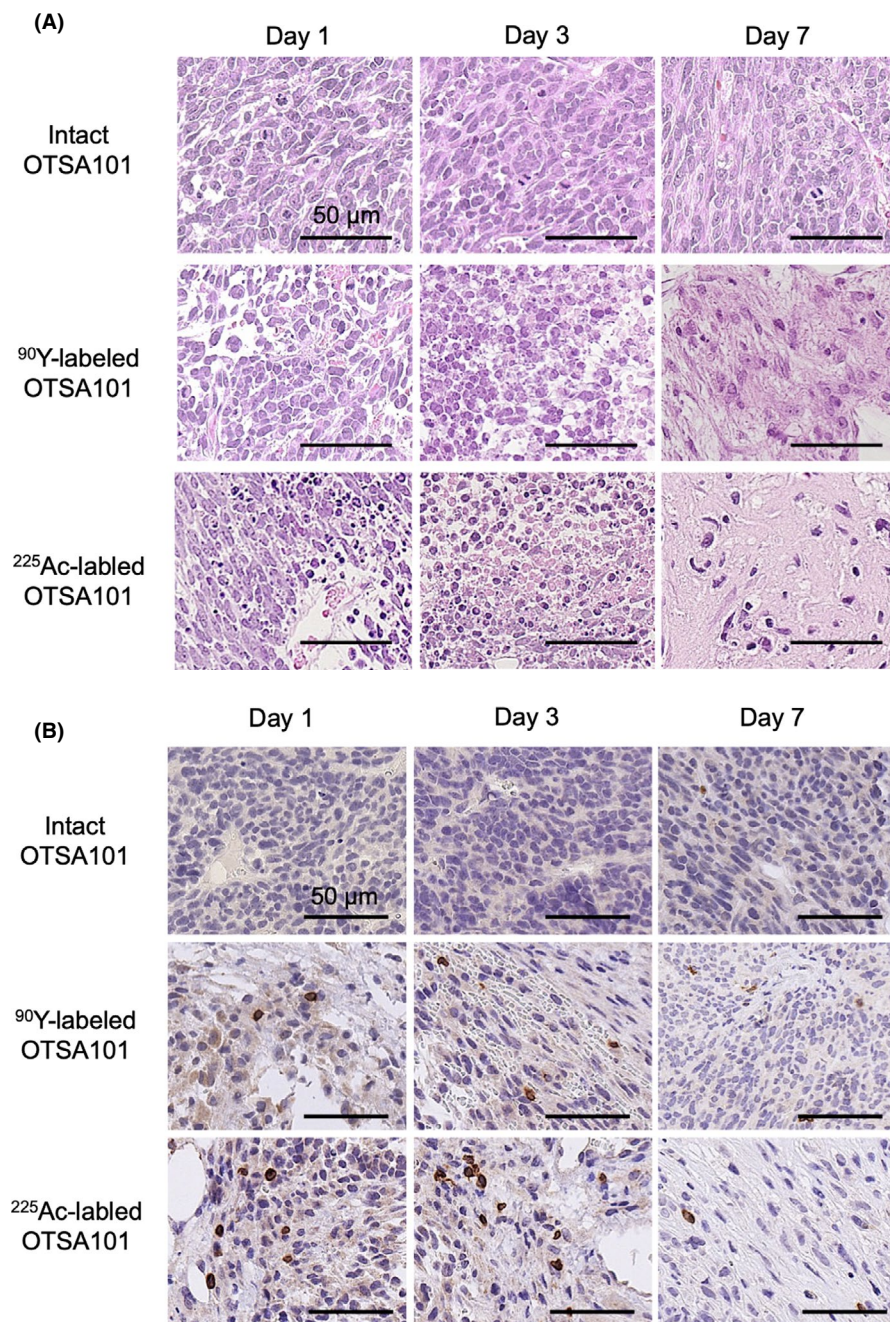 (A)
Day 1 Day 3 Day 7
Intact
OTSA101
50 µm
⁹⁰Y-labeled
OTSA101
²²⁵Ac-labled
OTSA101
(B)
Day 1 Day 3 Day 7
Intact
OTSA101
50 µm
⁹⁰Y-labeled
OTSA101
²²⁵Ac-labled
OTSA101